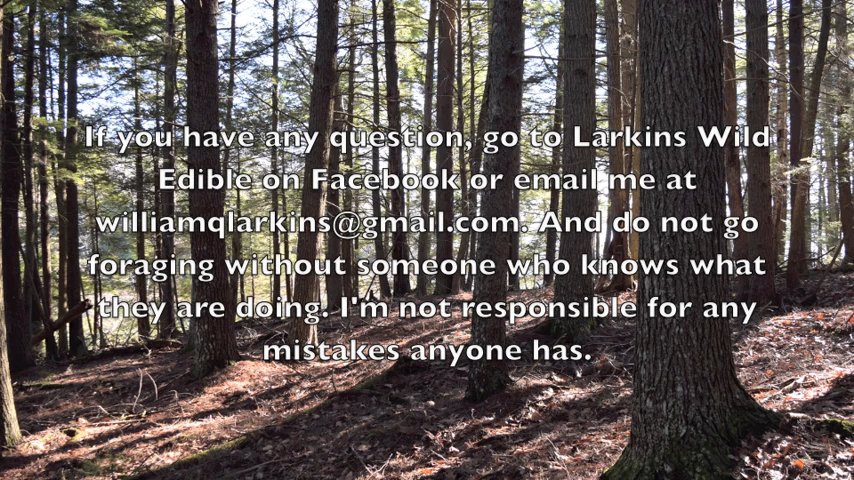 If you have any question, go to Larkins Wild
Edible on Facebook or email me at
williamqlarkins@gmail.com. And do not go
foraging without someone who knows what
they are doing. I'm not responsible for any
mistakes anyone has.